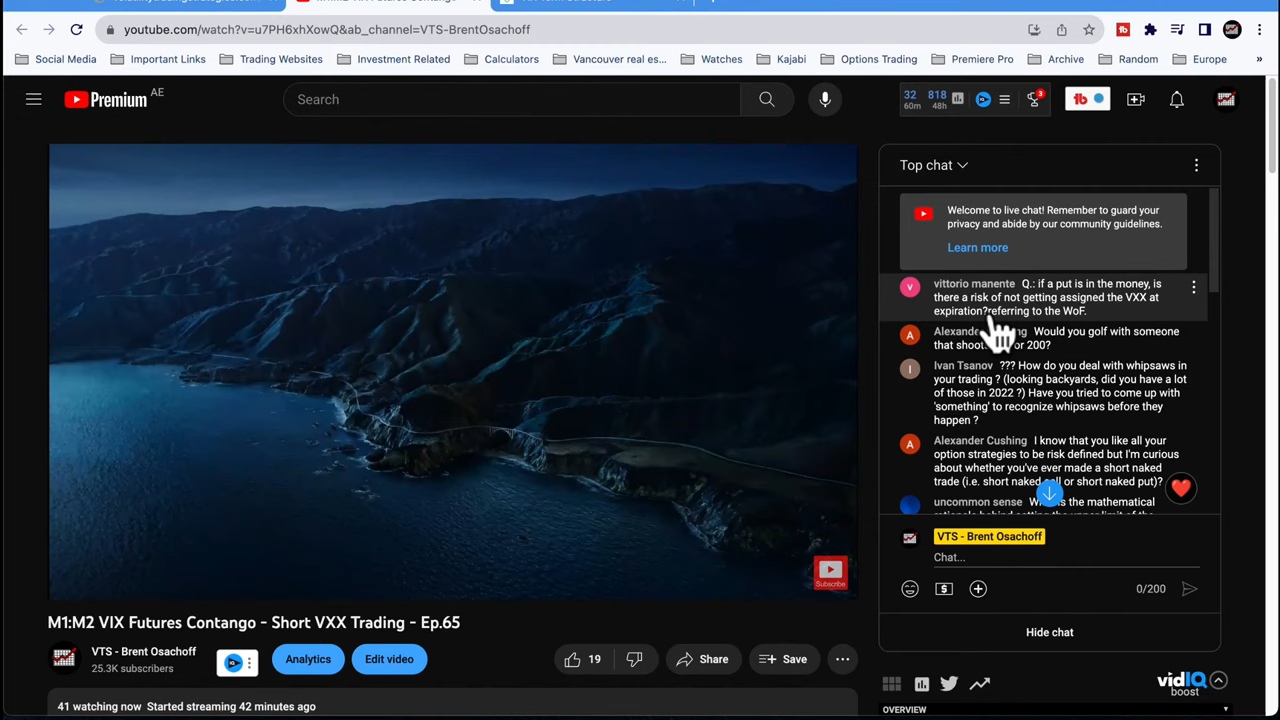 youtube.com/watch?v=u7PH6xhXowQ&ab_channel=VTS-BrentOsachoff
Social Media
Important Links
Trading Websites
Investment Related
Calculators
Vancouver real es...
Watches
Kajabi
Options Trading
Premiere Pro
Archive
Random
Europe
»
Premium AE
Search
32 60m
818 48h
3
Top chat
Welcome to live chat! Remember to guard your
privacy and abide by our community guidelines.
Learn more
vittorio manente Q.: if a put is in the money, is
there a risk of not getting assigned the VXX at
expiration?referring to the WoF.
Would you golf with someone
or 200?
Ivan Tsanov ??? How do you deal with whipsaws in
your trading ? (looking backyards, did you have a lot
of those in 2022 ?) Have you tried to come up with
'something' to recognize whipsaws before they
happen ?
Alexander Cushing I know that you like all your
option strategies to be risk defined but I'm curious
about whether you've ever made a short naked
trade (i.e. short naked or short naked put)?
uncommon sense is the mathematical
VTS - Brent Osachoff
Chat...
0/200
Hide chat
Subscribe
M1:M2 VIX Futures Contango - Short VXX Trading - Ep.65
VTS - Brent Osachoff
25.3K subscribers
Analytics
Edit video
19
Share
Save
vidIQ
boost
41 watching now Started streaming 42 minutes ago
OVERVIEW